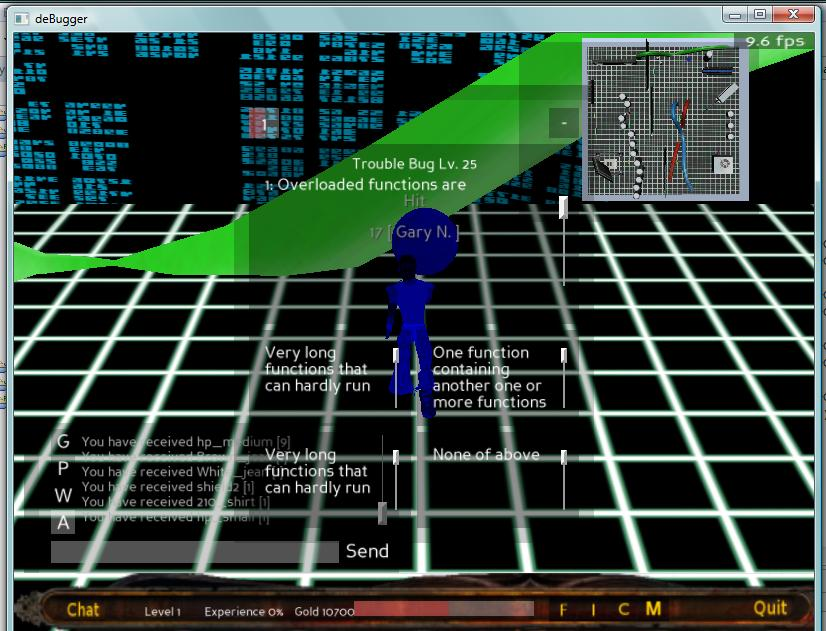 deBugger
9.6 fps
1
-
Trouble Bug Lv. 25
1: Overloaded functions are
Hit
17 [ Gary N. ]
Very long
functions that
can hardly run
One function
containing
another one or
more functions
Very long
functions that
can hardly run
None of above
G
P
W
A
You have received hp_medium [9]
You have received
You have received White_jean
You have received shield2 [1]
You have received 210_shirt [1]
You have received hp_small [1]
Send
Chat
Level 1
Experience 0%
Gold 10700
F I C M
Quit